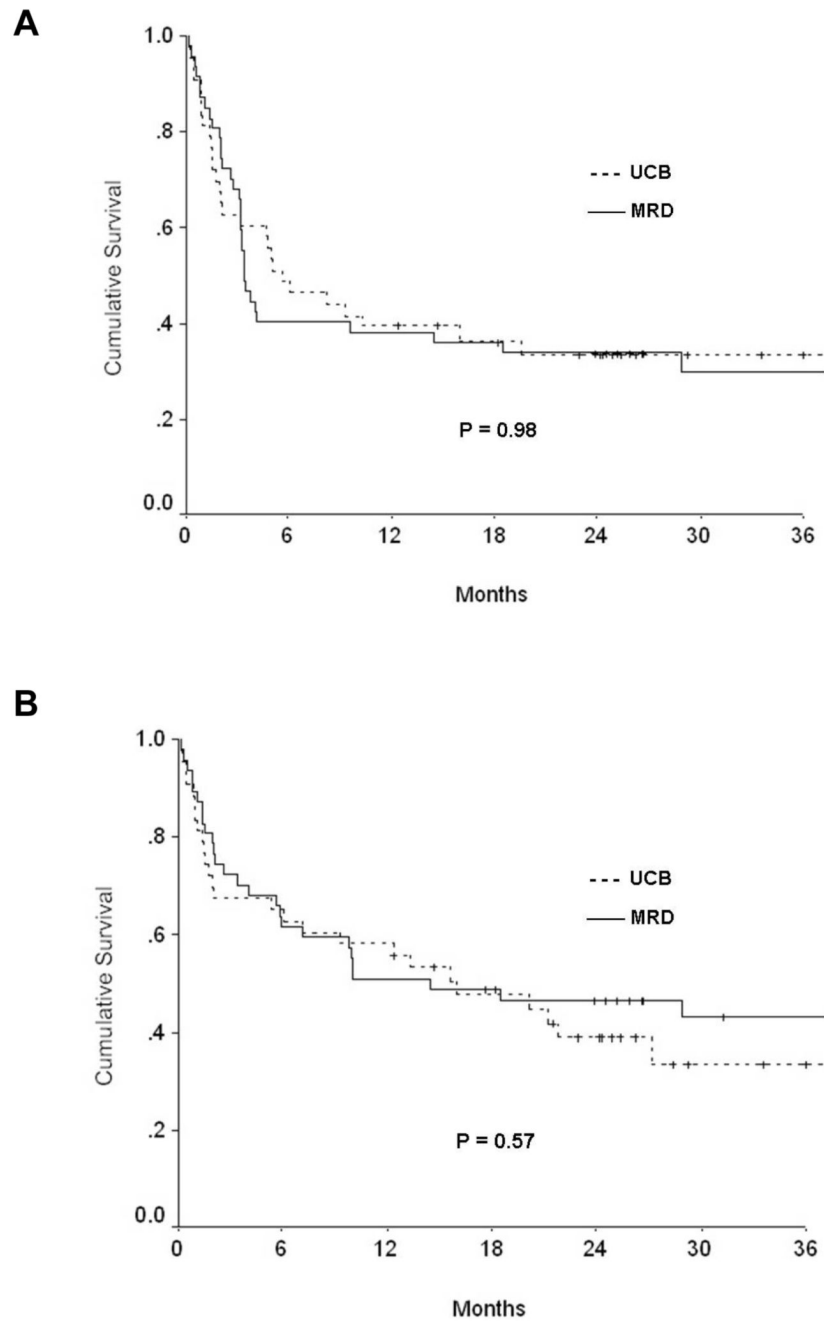 A
1.0
.8
.6
.4
.2
0.0
Cumulative Survival
UCB
MRD
P = 0.98
0 6 12 18 24 30 36
Months
B
1.0
.8
.6
.4
.2
0.0
Cumulative Survival
UCB
MRD
P = 0.57
0 6 12 18 24 30 36
Months